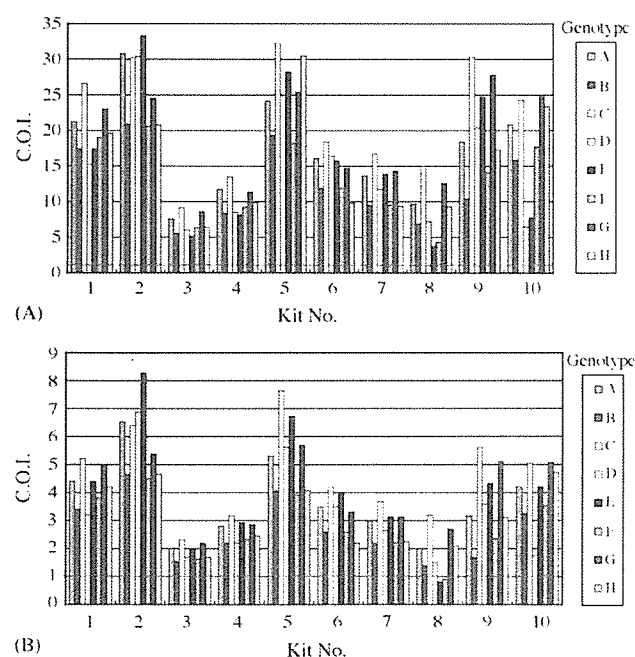 35
30
25
20
15
10
5
0
C.O.I.
1 2 3 4 5 6 7 8 9 10
Kit No.
(A)
Genotype
A
B
C
D
E
F
G
H
9
8
7
6
5
4
3
2
1
0
C.O.I.
1 2 3 4 5 6 7 8 9 10
Kit No.
(B)
Genotype
A
B
C
D
E
F
G
H